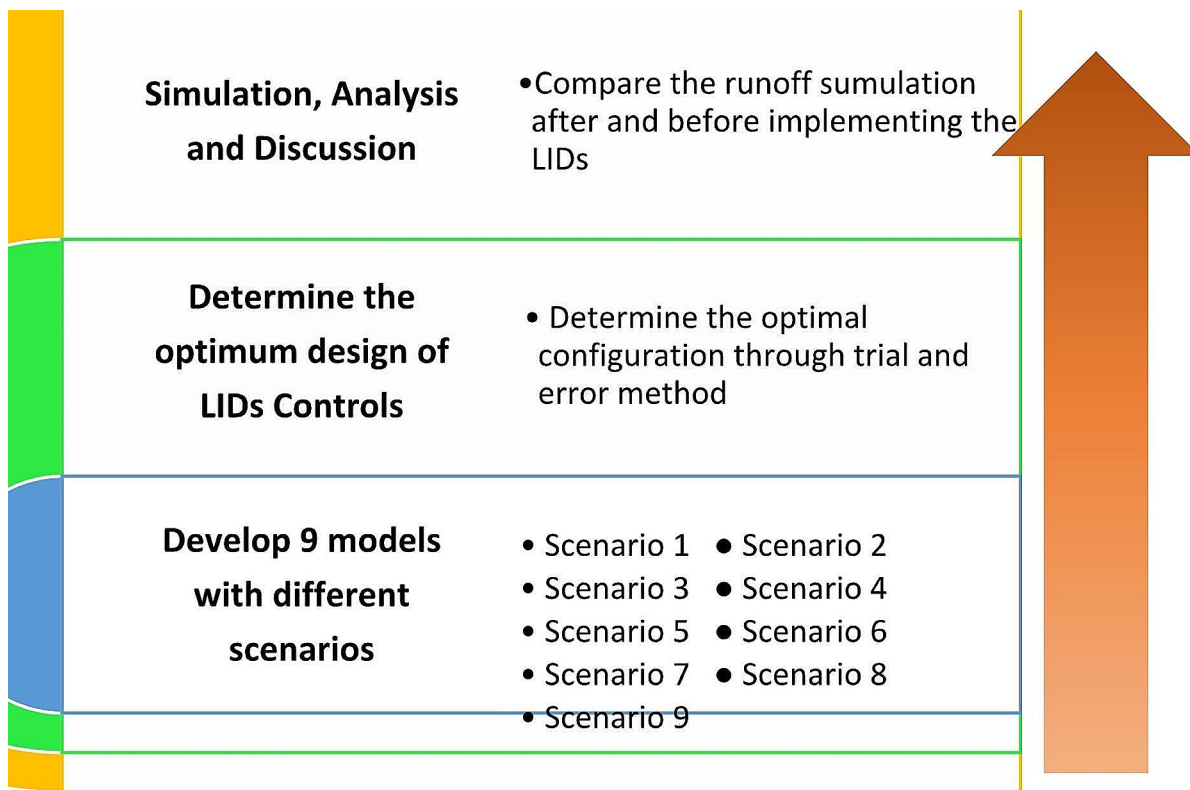 Simulation, Analysis
and Discussion
•Compare the runoff sumulation
after and before implementing the
LIDs
Determine the
optimum design of
LIDs Controls
• Determine the optimal
configuration through trial and
error method
Develop 9 models
with different
scenarios
• Scenario 1 ● Scenario 2
• Scenario 3 ● Scenario 4
• Scenario 5 ● Scenario 6
• Scenario 7 ● Scenario 8
• Scenario 9